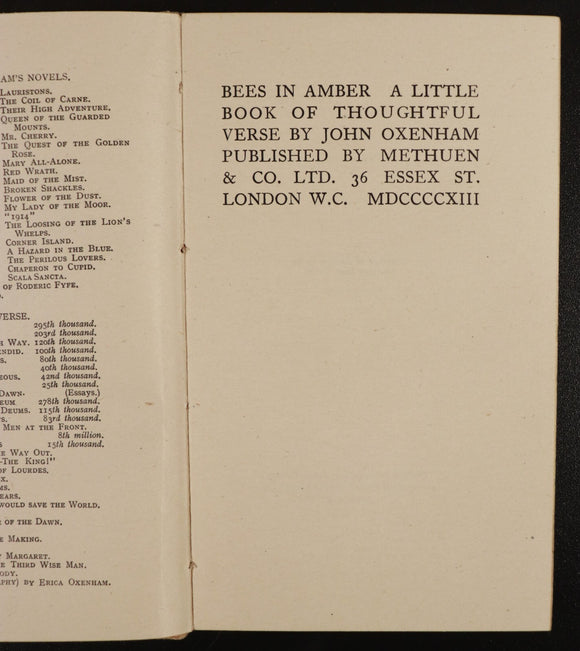 AM'S NOVELS.
LAURISTONS.
THE COIL OF CARNE.
THEIR HIGH ADVENTURE.
QUEEN OF THE GUARDED
MOUNTS.
MR. CHERRY.
THE QUEST OF THE GOLDEN
ROSE.
MARY ALL-ALONE.
RED WRATH.
MAID OF THE MIST.
BROKEN SHACKLES.
FLOWER OF THE DUST.
MY LADY OF THE MOOR.
"1914"
THE LOOSING OF THE LION'S
WHELPS.
CORNER ISLAND.
A HAZARD IN THE BLUE.
THE PERILOUS LOVERS.
CHAPERON TO CUPID.
SCALA SANCTA.
OF RODERIC FYFE.
VERSE.
295th thousand.
203rd thousand.
H WAY. 120th thousand.
ENDID. 100th thousand.
S. 80th thousand.
40th thousand.
EOUS. 42nd thousand.
25th thousand.
DAWN. (Essays.)
EUM 278th thousand.
DRUMS. 115th thousand.
S. 83rd thousand.
MEN AT THE FRONT.
8th million.
S 15th thousand.
E WAY OUT.
-THE KING!"
OF LOURDES.
X.
MS.
EARS.
WOULD SAVE THE WORLD.
OF THE DAWN.
E MAKING.
MARGARET.
E THIRD WISE MAN.
ODY.
PHY) BY ERICA OXENHAM.
BEES IN AMBER A LITTLE
BOOK OF THOUGHTFUL
VERSE BY JOHN OXENHAM
PUBLISHED BY METHUEN
& CO. LTD. 36 ESSEX ST.
LONDON W.C. MDCCCCXIII